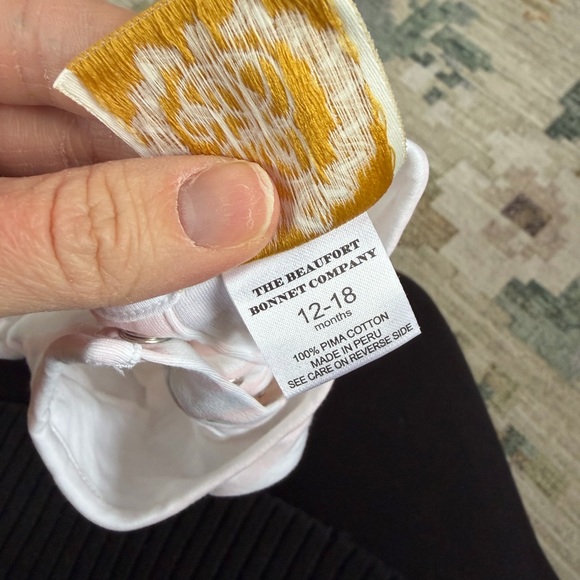 THE BEAUFORT
BONNET COMPANY
12-18
months
100% PIMA COTTON
MADE IN PERU
SEE CARE ON REVERSE SIDE